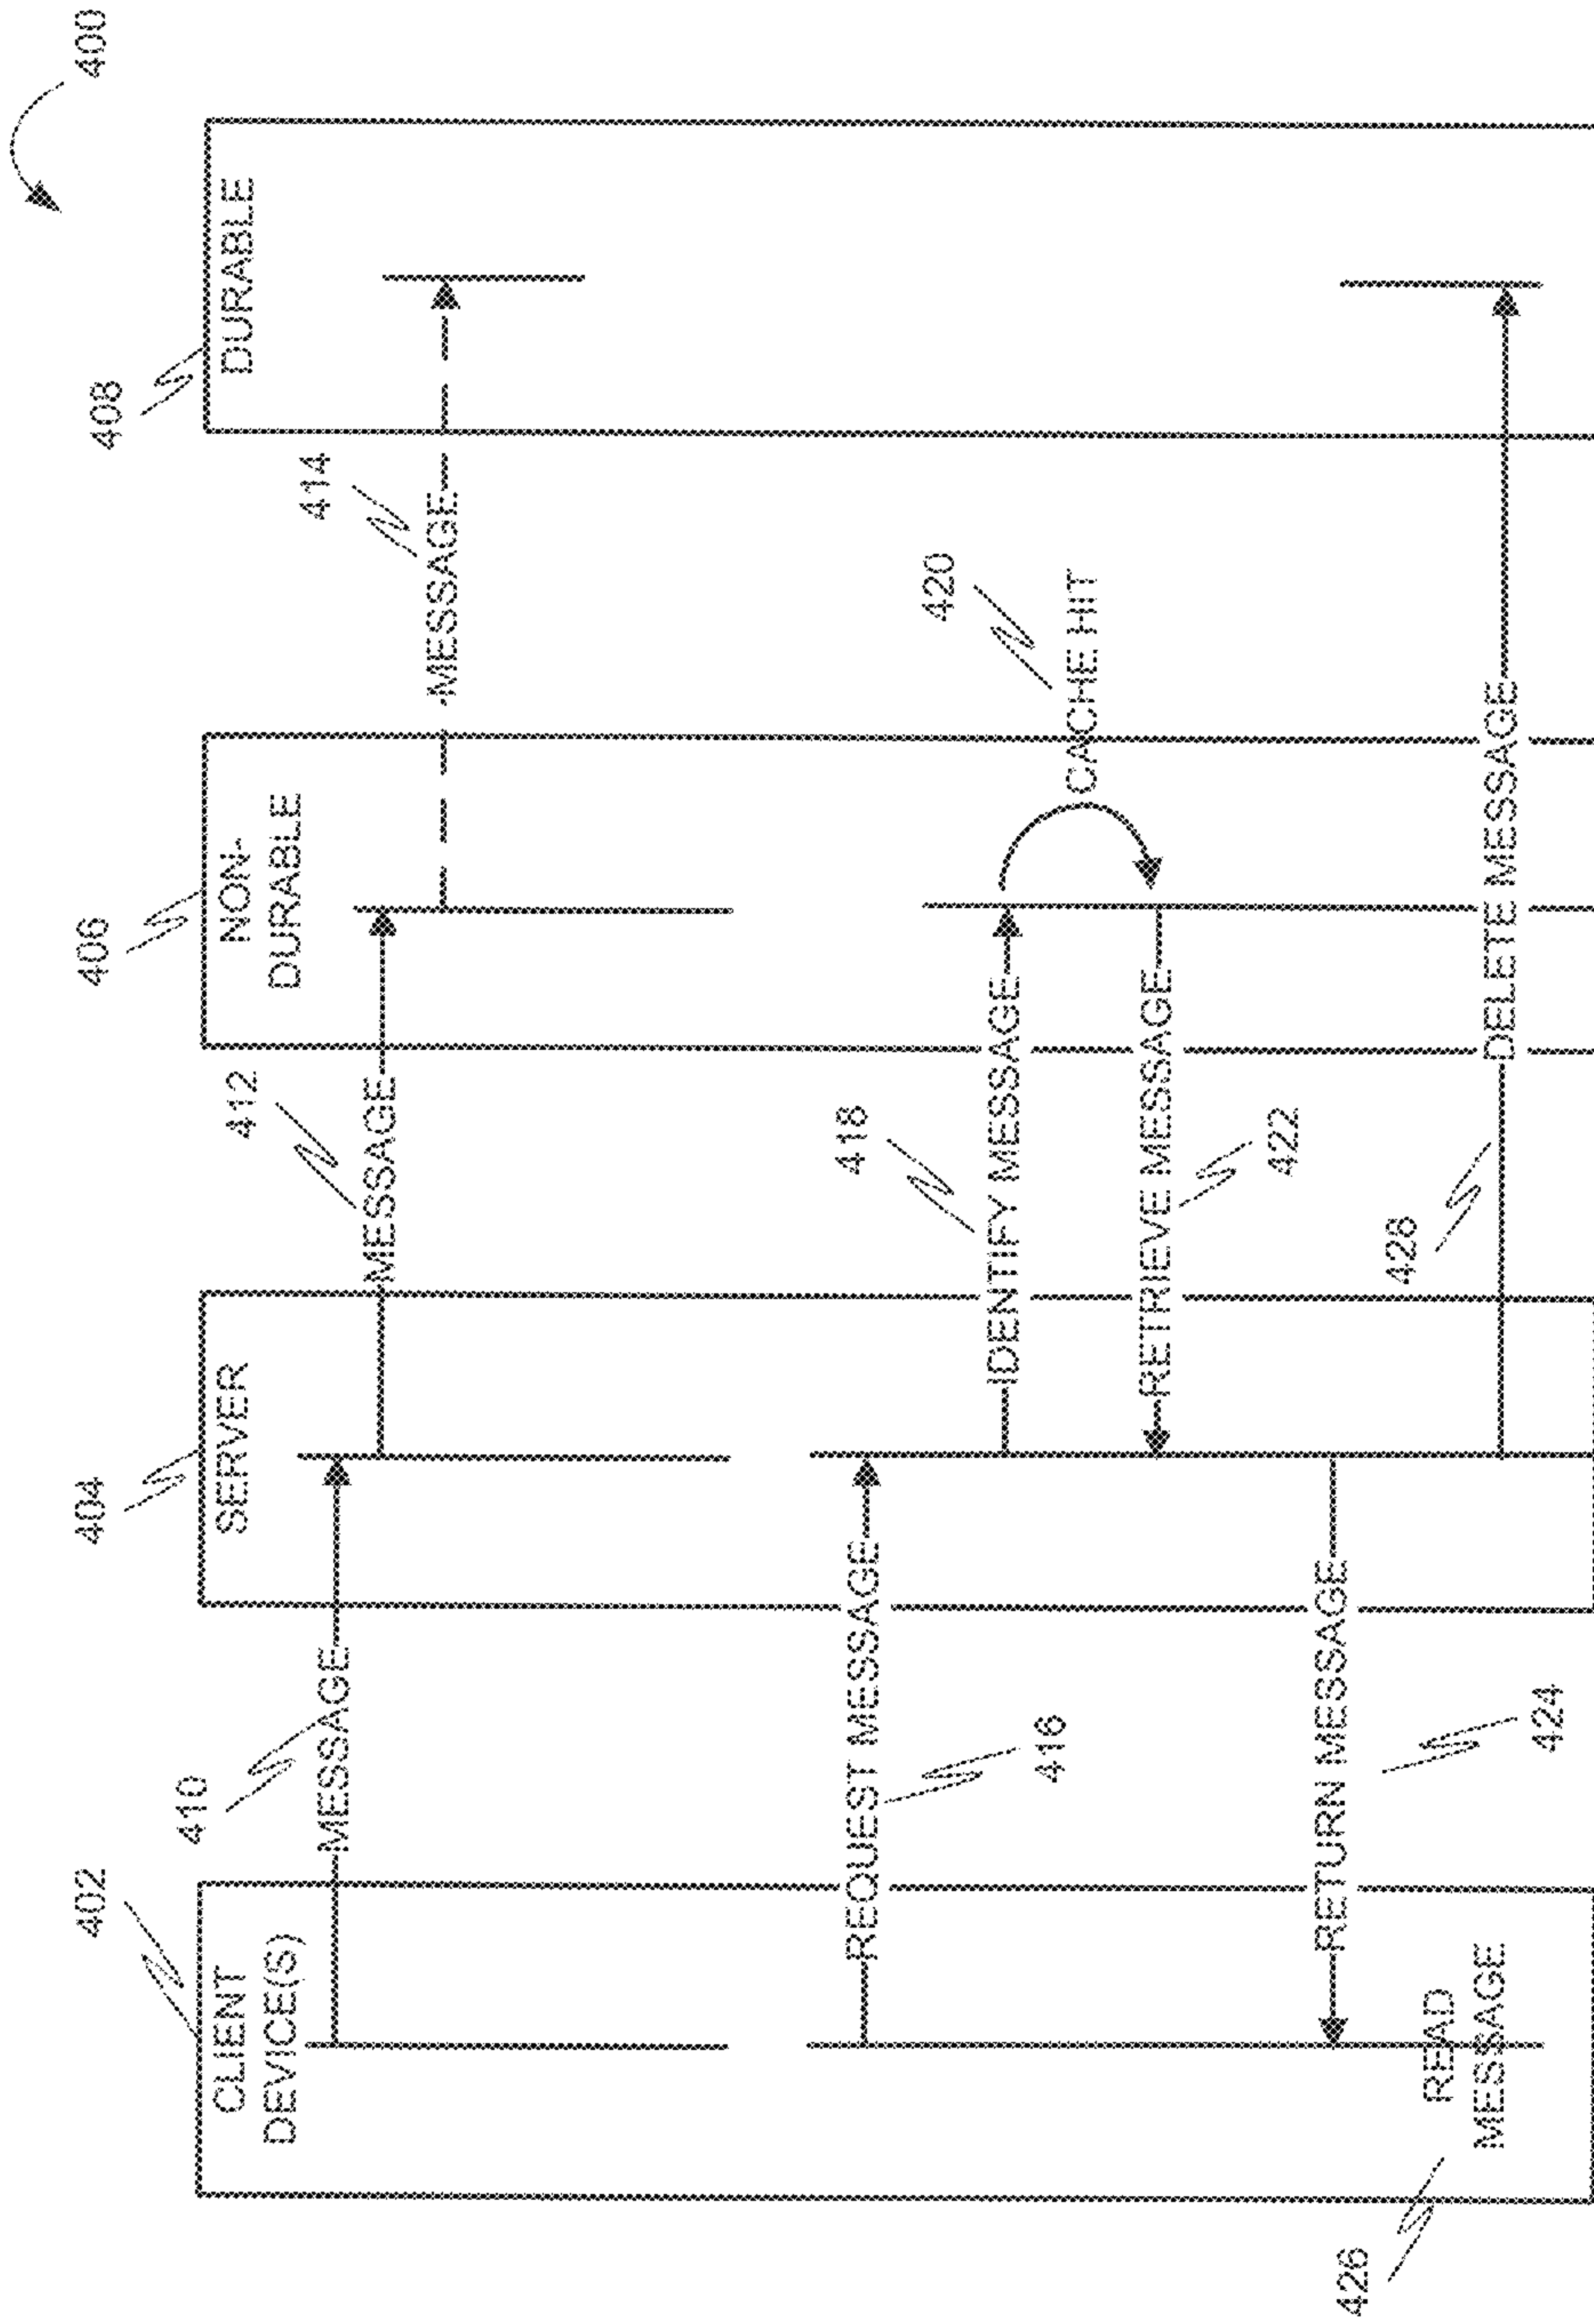 400
402
CLIENT
DEVICE(S)
404
SERVER
406
NON-
DURABLE
408
DURABLE
410
MESSAGE
412
MESSAGE
414
MESSAGE
REQUEST MESSAGE
416
418
IDENTIFY MESSAGE
420
CACHE HIT
RETRIEVE MESSAGE
422
RETURN MESSAGE
424
426
READ
MESSAGE
428
DELETE MESSAGE